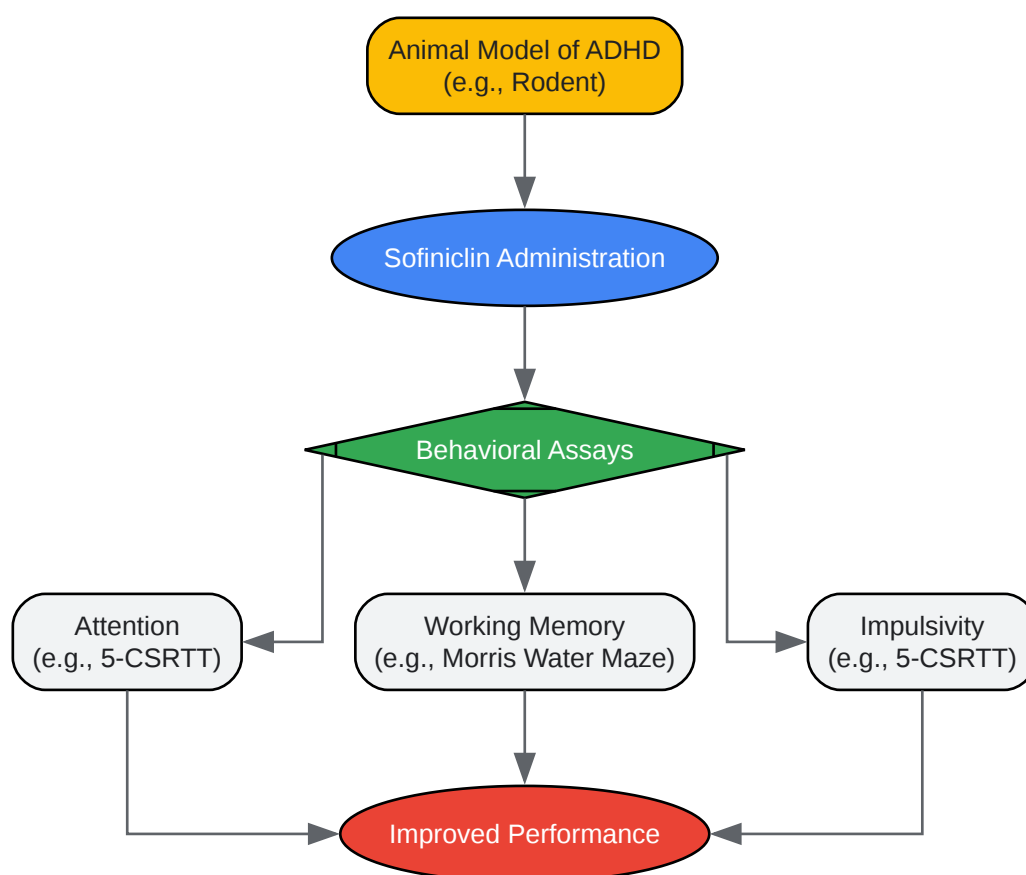 Animal Model of ADHD
(e.g., Rodent)
Sofiniclin Administration
Behavioral Assays
Attention
(e.g., 5-CSRTT)
Working Memory
(e.g., Morris Water Maze)
Impulsivity
(e.g., 5-CSRTT)
Improved Performance